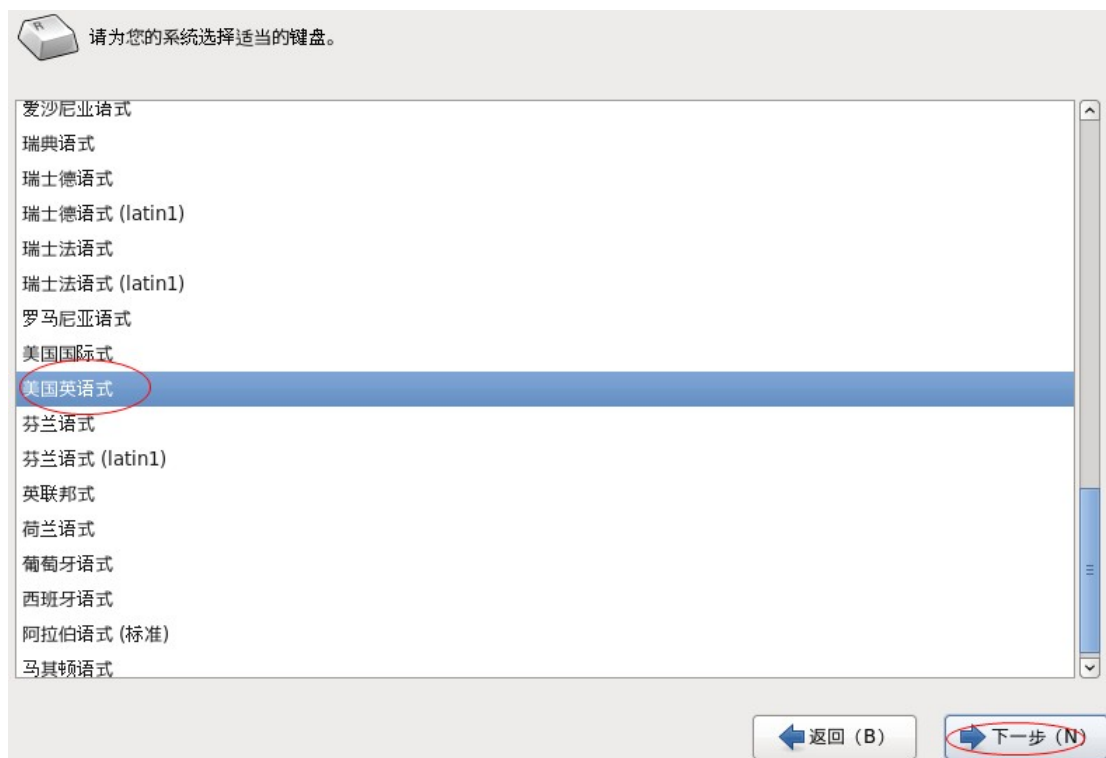 R
请为您的系统选择适当的键盘。
爱沙尼亚语式
瑞典语式
瑞士德语式
瑞士德语式 (latin1)
瑞士法语式
瑞士法语式 (latin1)
罗马尼亚语式
美国国际式
美国英语式
芬兰语式
芬兰语式 (latin1)
英联邦式
荷兰语式
葡萄牙语式
西班牙语式
阿拉伯语式 (标准)
马其顿语式
返回（B） 下一步（N）